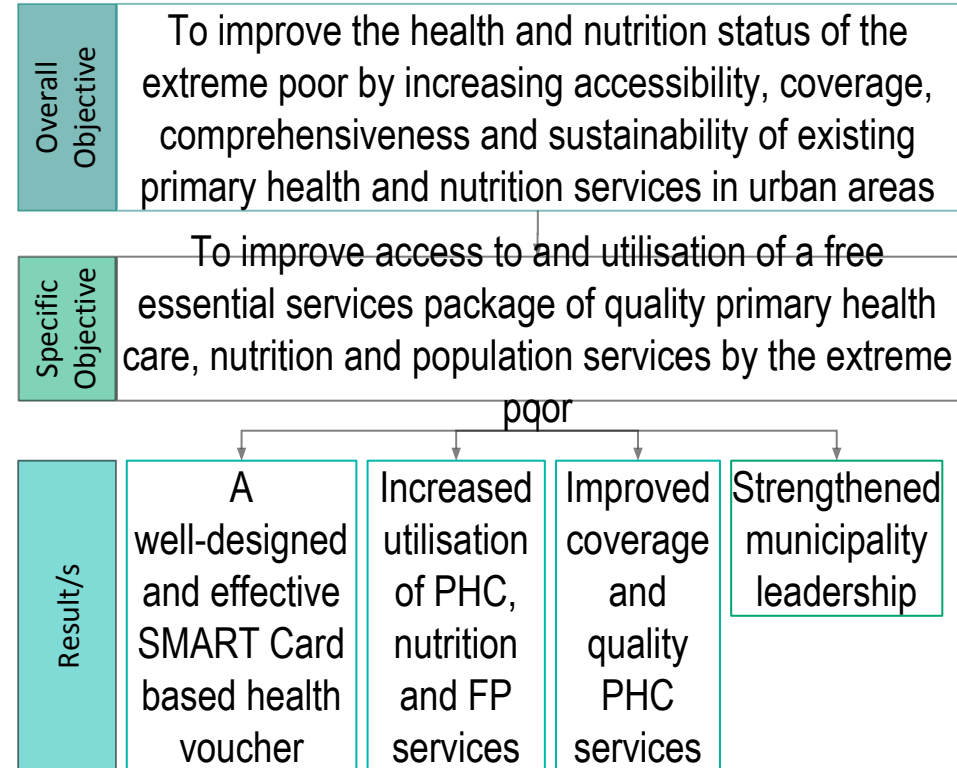 Overall
Objective
To improve the health and nutrition status of the
extreme poor by increasing accessibility, coverage,
comprehensiveness and sustainability of existing
primary health and nutrition services in urban areas
Specific
Objective
To improve access to and utilisation of a free
essential services package of quality primary health
care, nutrition and population services by the extreme
poor
Result/s
A
well-designed
and effective
SMART Card
based health
voucher
Increased
utilisation
of PHC,
nutrition
and FP
services
Improved
coverage
and
quality
PHC
services
Strengthened
municipality
leadership